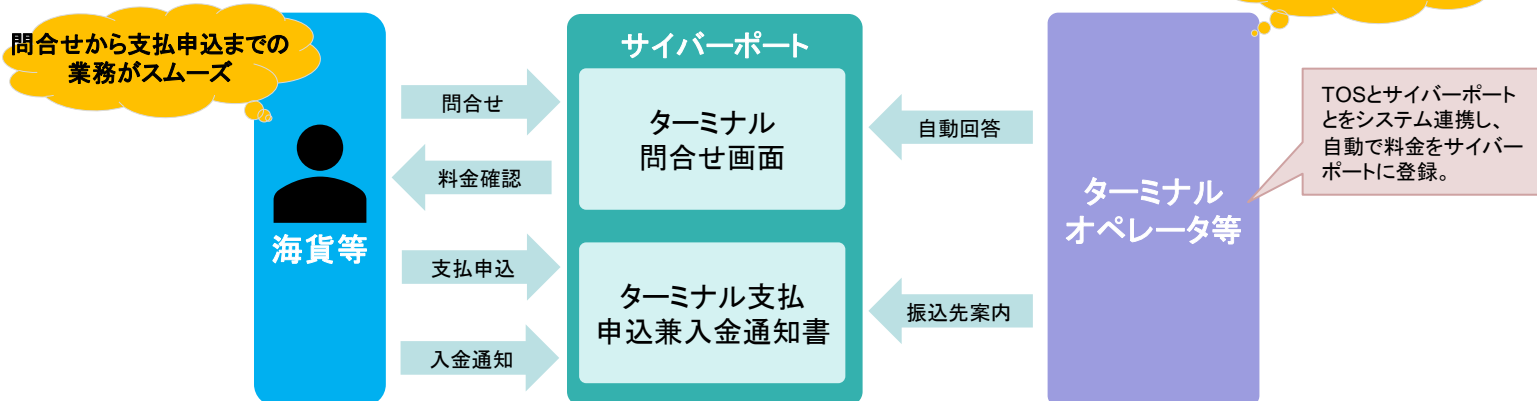 問合せから支払申込までの
業務がスムーズ
海貨等
問合せ
料金確認
支払申込
入金通知
サイバーポート
ターミナル
問合せ画面
ターミナル支払
申込兼入金通知書
自動回答
振込先案内
ターミナル
オペレータ等
TOSとサイバーポート
とをシステム連携し、
自動で料金をサイバー
ポートに登録。